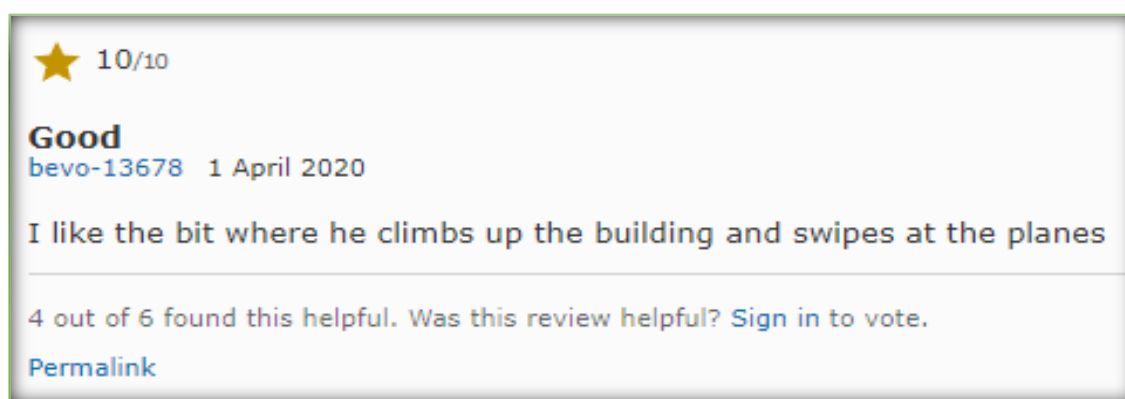 10/10
Good
bevo-13678 1 April 2020
I like the bit where he climbs up the building and swipes at the planes
4 out of 6 found this helpful. Was this review helpful? Sign in to vote.
Permalink